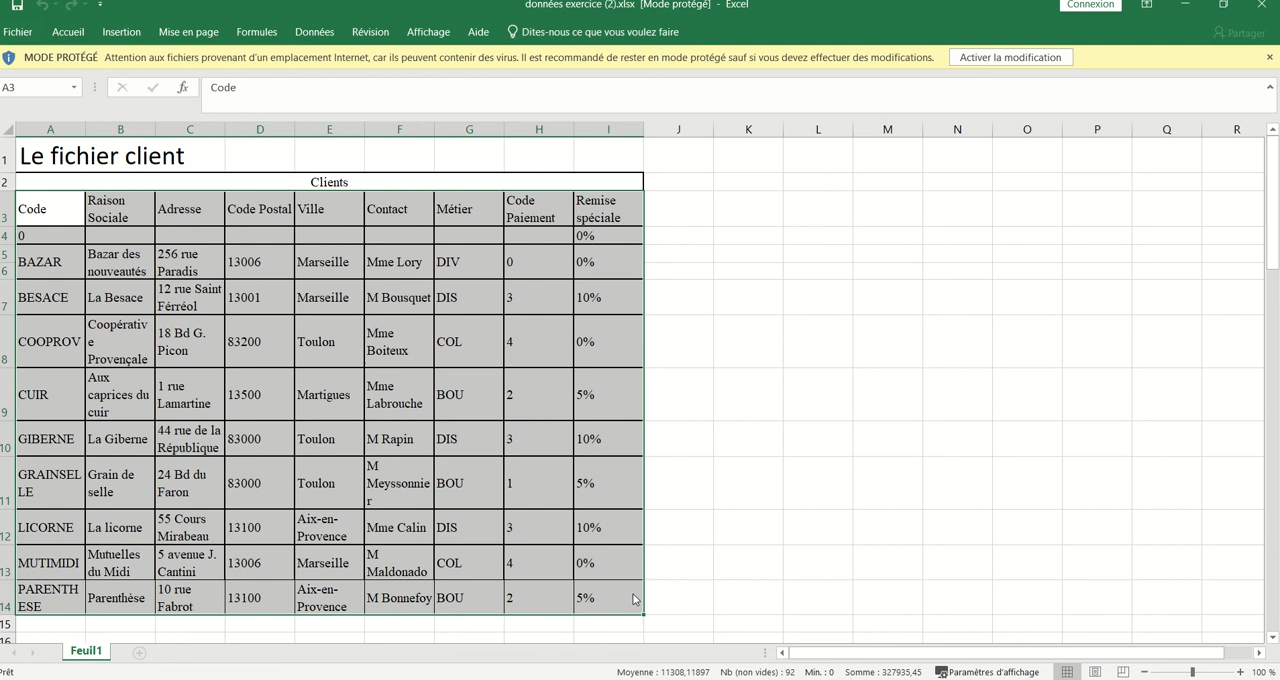 données exercice (2).xlsx [Mode protégé] - Excel
Connexion
Fichier Accueil Insertion Mise en page Formules Données Révision Affichage Aide Dites-nous ce que vous voulez faire Partager
MODE PROTÉGÉ Attention aux fichiers provenant d'un emplacement Internet, car ils peuvent contenir des virus. Il est recommandé de rester en mode protégé sauf si vous devez effectuer des modifications. Activer la modification
A3 fx Code
A B C D E F G H I J K L M N O P Q R
1 Le fichier client
2 Clients
3 Code Raison Sociale Adresse Code Postal Ville Contact Métier Code Paiement Remise spéciale
4 0 0%
5 6 BAZAR Bazar des nouveautés 256 rue Paradis 13006 Marseille Mme Lory DIV 0 0%
7 BESACE La Besace 12 rue Saint Férréol 13001 Marseille M Bousquet DIS 3 10%
8 COOPROV Coopérative Provençale 18 Bd G. Picon 83200 Toulon Mme Boiteux COL 4 0%
9 CUIR Aux caprices du cuir 1 rue Lamartine 13500 Martigues Mme Labrouche BOU 2 5%
10 GIBERNE La Giberne 44 rue de la République 83000 Toulon M Rapin DIS 3 10%
11 GRAINSELLE Grain de selle 24 Bd du Faron 83000 Toulon M Meyssonnier BOU 1 5%
12 LICORNE La licorne 55 Cours Mirabeau 13100 Aix-en-Provence Mme Calin DIS 3 10%
13 MUTIMIDI Mutuelles du Midi 5 avenue J. Cantini 13006 Marseille M Maldonado COL 4 0%
14 PARENTHESE Parenthèse 10 rue Fabrot 13100 Aix-en-Provence M Bonnefoy BOU 2 5%
15
16
Feuil1
Prêt Moyenne : 11308,11897 Nb (non vides) : 92 Min. : 0 Somme : 327935,45 Paramètres d'affichage 100 %